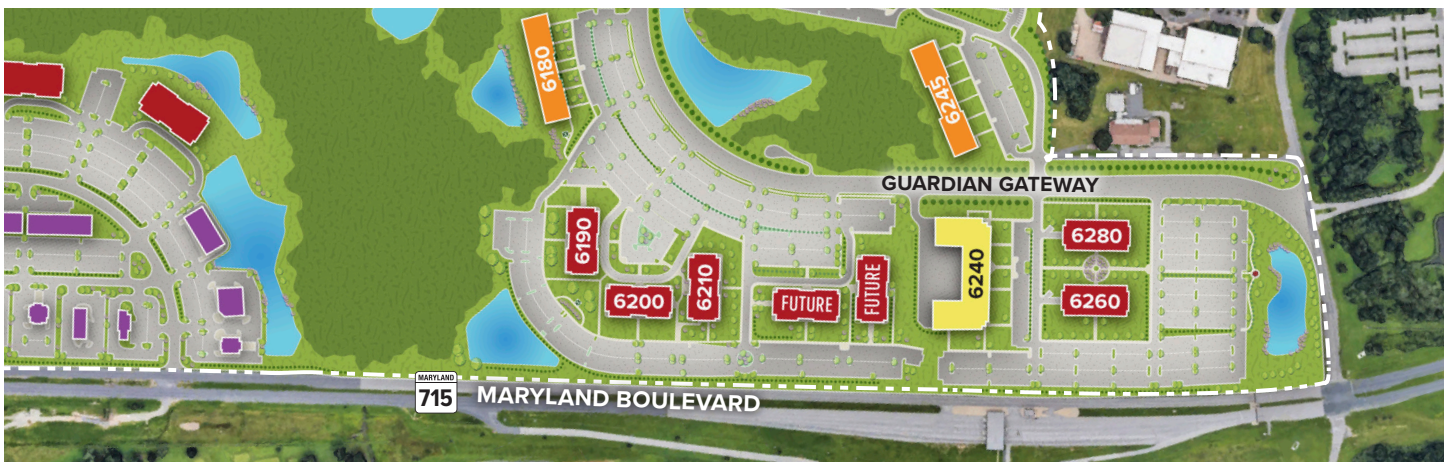 6180
6245
GUARDIAN GATEWAY
6190
6200
6210
FUTURE
FUTURE
6240
6280
6260
MARYLAND
715
MARYLAND BOULEVARD